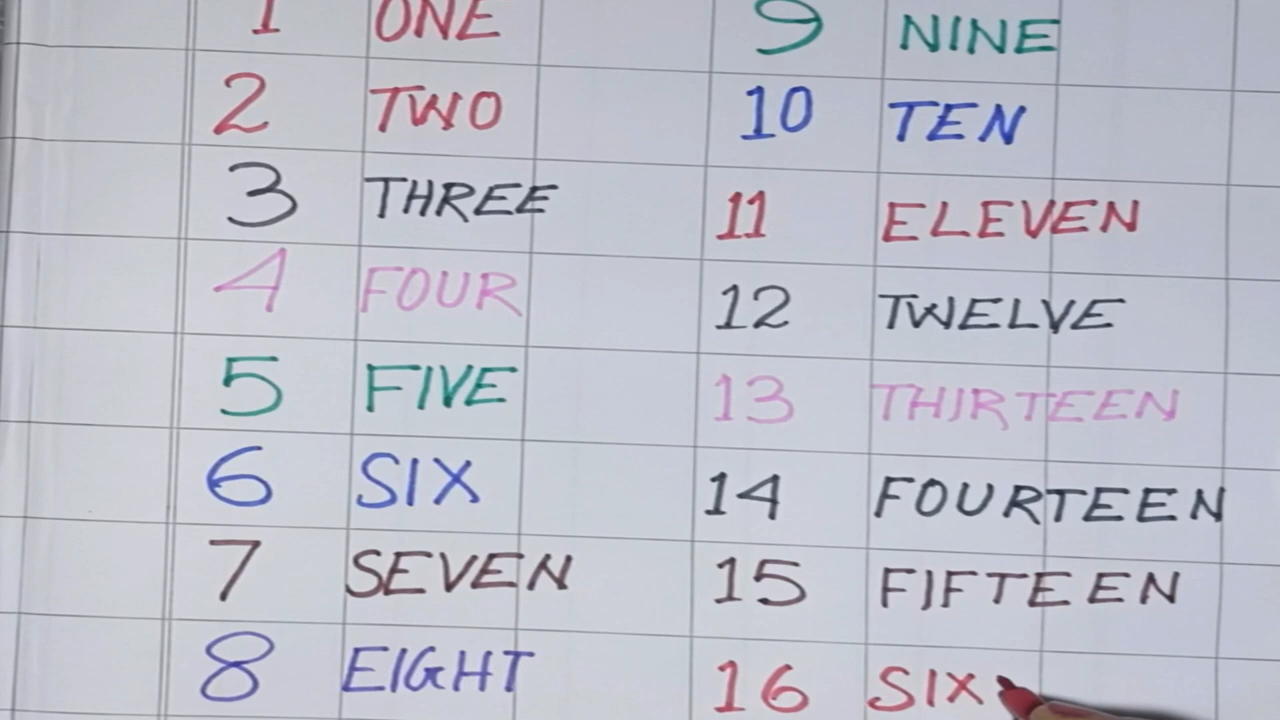 1 ONE
2 TWO
3 THREE
4 FOUR
5 FIVE
6 SIX
7 SEVEN
8 EIGHT
9 NINE
10 TEN
11 ELEVEN
12 TWELVE
13 THIRTEEN
14 FOURTEEN
15 FIFTEEN
16 SIX